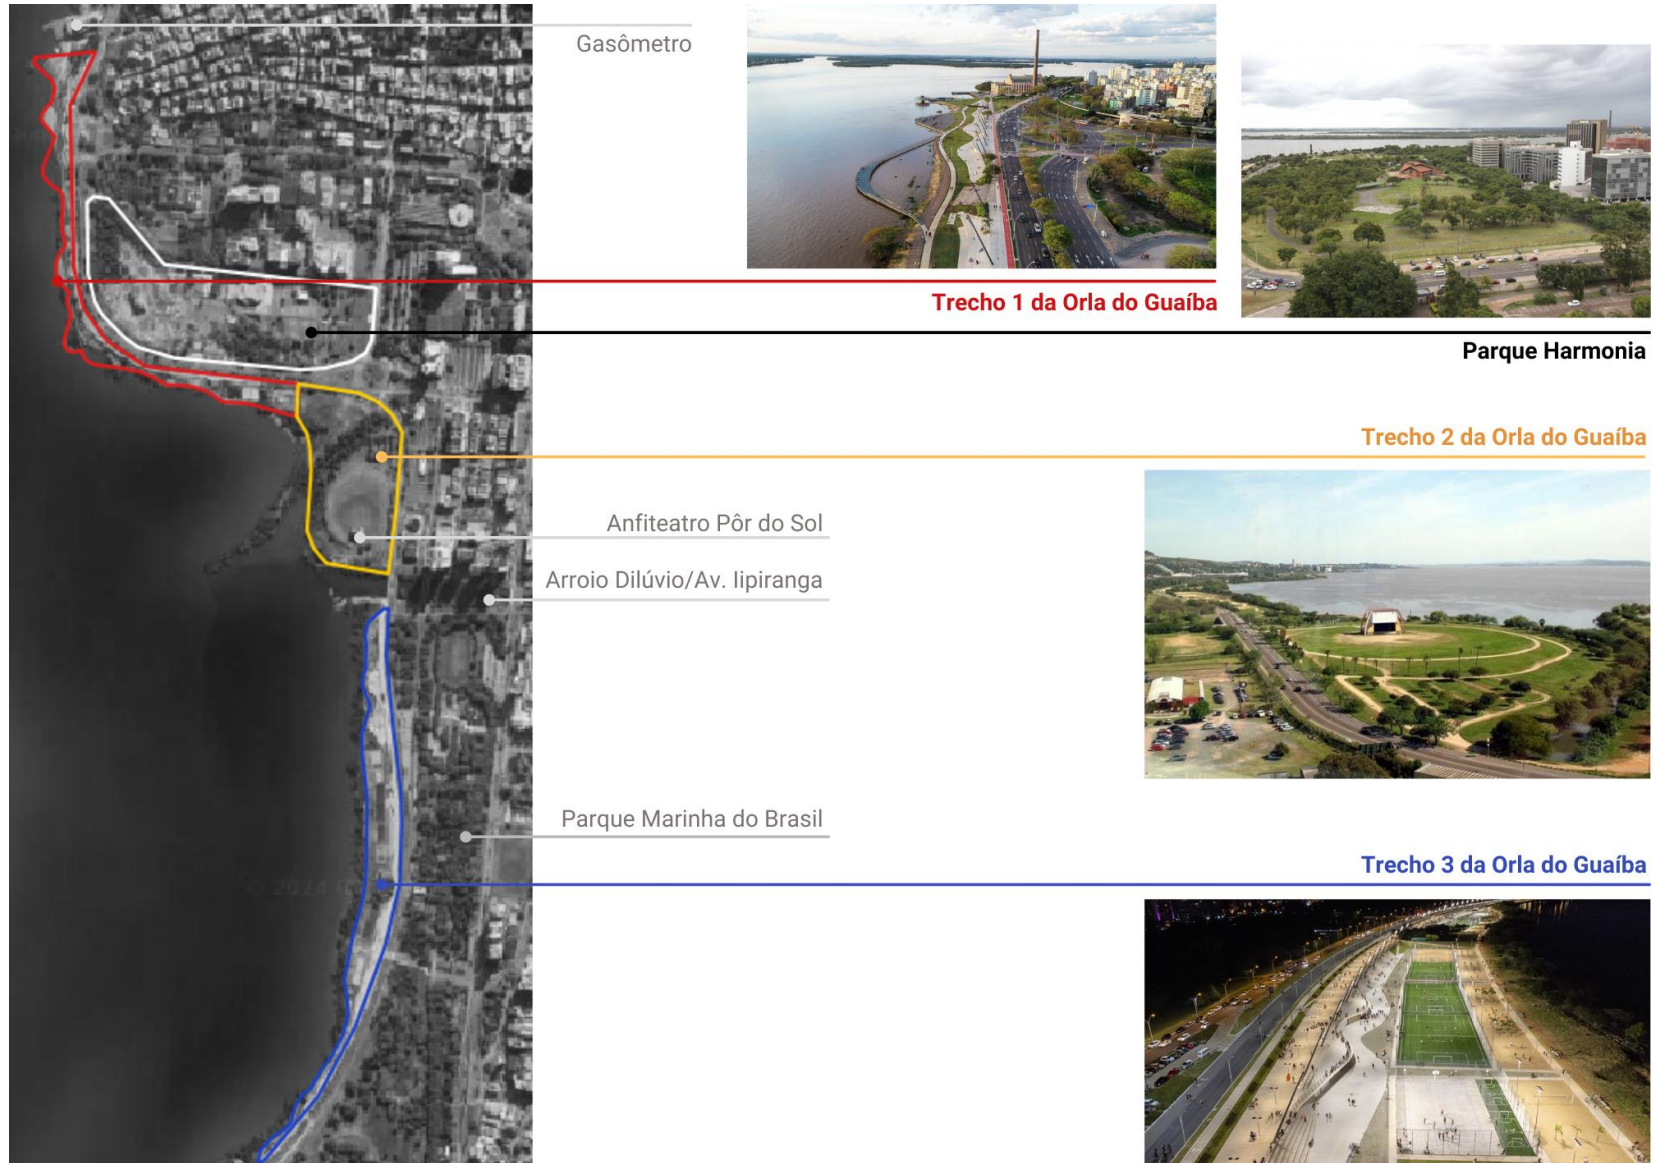 Gasômetro
Trecho 1 da Orla do Guaíba
Parque Harmonia
Trecho 2 da Orla do Guaíba
Anfiteatro Pôr do Sol
Arroio Dilúvio/Av. Iipiranga
Parque Marinha do Brasil
Trecho 3 da Orla do Guaíba
© 2024